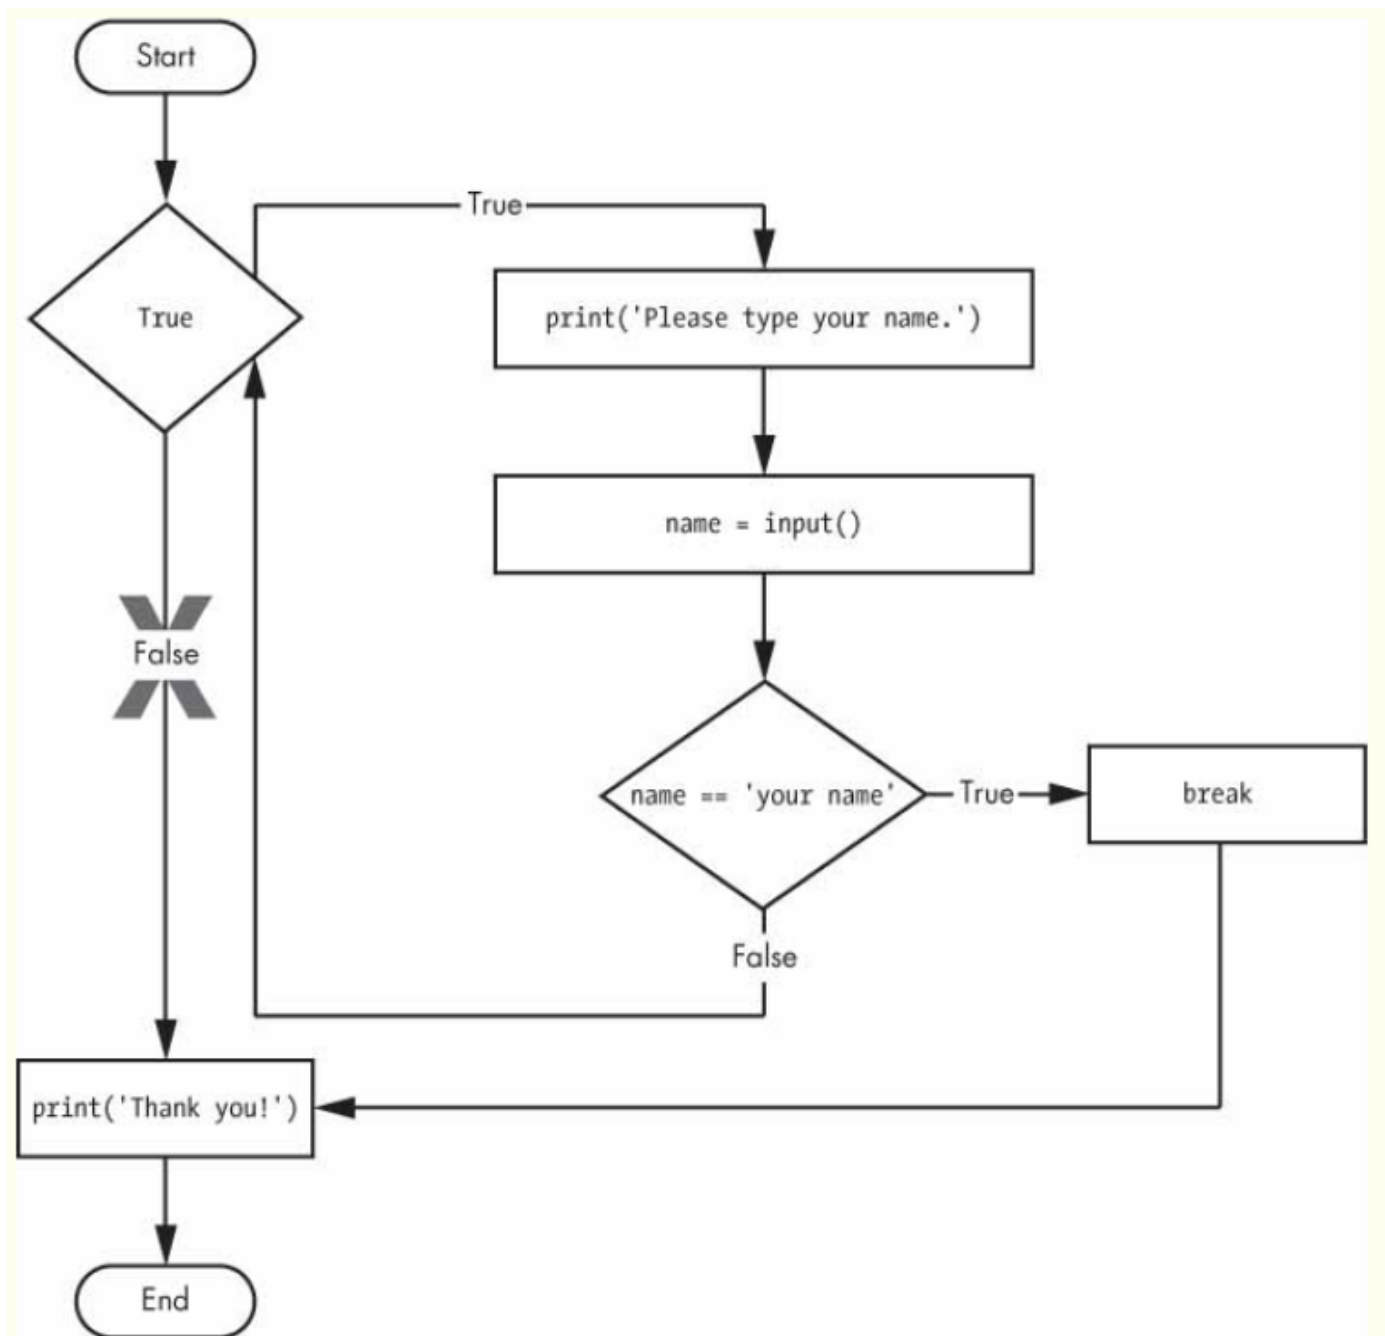 Start
True
True
print('Please type your name.')
name = input()
False
name == 'your name'
True
break
False
print('Thank you!')
End